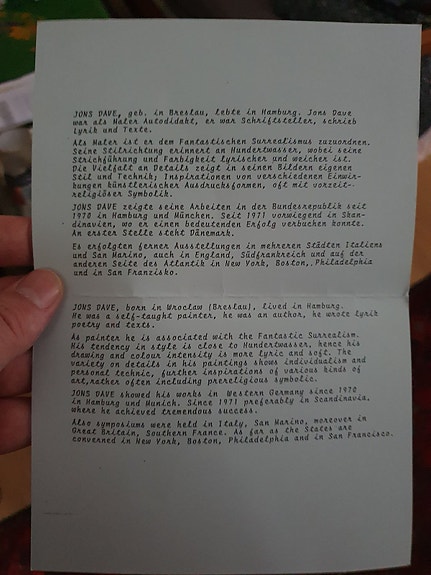 JONS DAVE, geb. in Breslau, lebte in Hamburg. Jons Dave
war als Maler Autodidakt, er war Schriftsteller, schrieb
Lyrik und Texte.
Als Maler ist er dem Fantastischen Surrealismus zuzuordnen.
Seine Stilrichtung erinnert an Hundertwasser, wobei seine
Strichführung und Farbigkeit lyrischer und weicher ist.
Die Vielfalt an Details zeigt in seinen Bildern eigenen
Stil und Technik; Inspirationen von verschiedenen Einwir-
kungen künstlerischer Ausdrucksformen, oft mit vorzeit-
religiöser Symbolik.
JONS DAVE zeigte seine Arbeiten in der Bundesrepublik seit
1970 in Hamburg und München. Seit 1971 vorwiegend in Skan-
dinavien, wo er einen bedeutenden Erfolg verbuchen konnte.
An erster Stelle steht Dänemark.
Es erfolgten ferner Ausstellungen in mehreren Städten Italiens
und San Marino, auch in England, Südfrankreich und auf der
anderen Seite des Atlantik in New York, Boston, Philadelphia
und in San Franzisko.
JONS DAVE, born in Wroclaw (Breslau), lived in Hamburg.
He was a self-taught painter, he was an author, he wrote lyrik
poetry and texts.
As painter he is associated with the Fantastic Surrealism.
His tendency in style is close to Hundertwasser, hence his
drawing and colour intensity is more lyric and soft. The
variety on details in his paintings shows individualism and
personal technic, further inspirations of various kinds of
art,rather often including prereligious symbolic.
JONS DAVE showed his works in Western Germany since 1970
in Hamburg and Munich. Since 1971 preferably in Scandinavia,
where he achieved tremendous success.
Also symposiums were held in Italy, San Marino, moreover in
Great Britain, Southern France. As far as the States are
converned in New York, Boston, Philadelphia and in San Francisco.